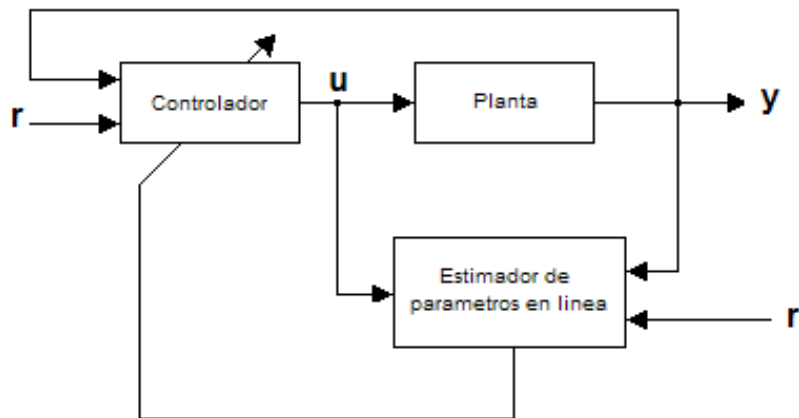 u
Controlador
Planta
y
r
Estimador de
parametros en linea
r